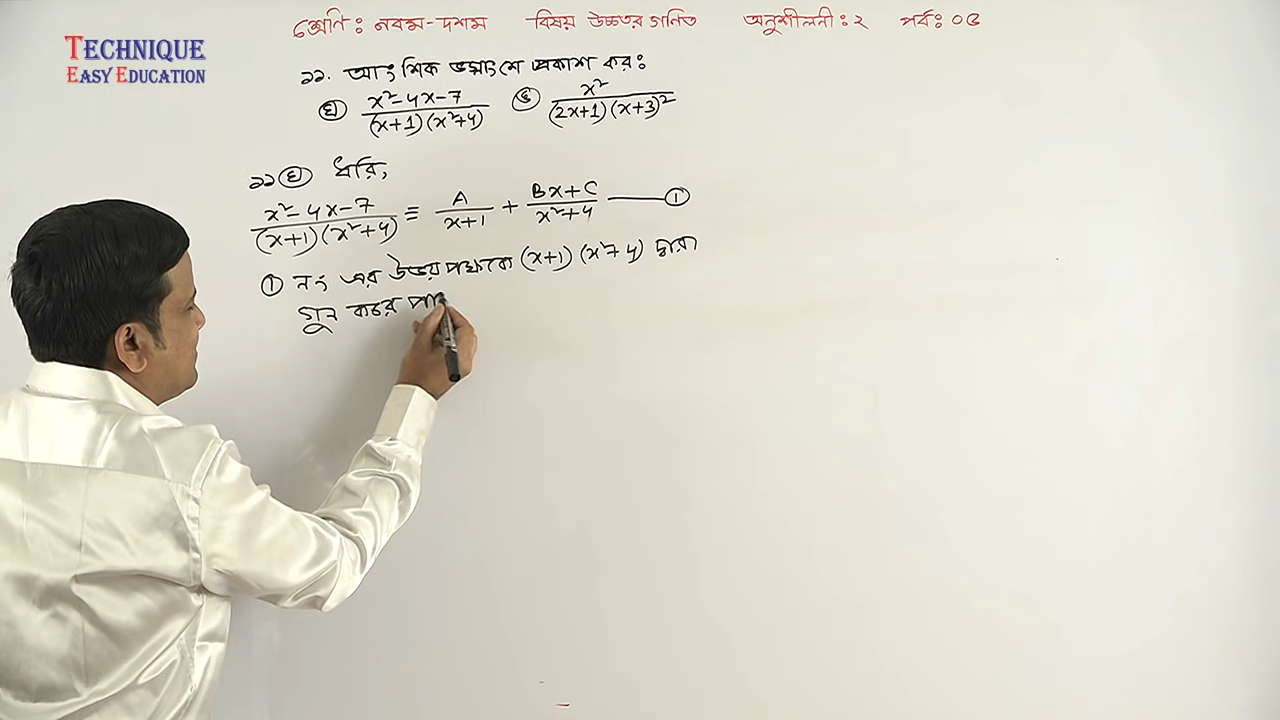 TECHNIQUE
EASY EDUCATION
শ্রেণি: নবম-দশম বিষয় উচ্চতর গনিত অনুশীলনী: ২ পর্ব: ০৫
১১. আংশিক ভগ্নাংশে প্রকাশ কর:
ঘ (x²-4x-7)/((x+1)(x²+4)) ঙ x²/((2x+1)(x+3)²)
১১ ঘ ধরি,
(x²-4x-7)/((x+1)(x²+4)) ≡ A/(x+1) + (Bx+C)/(x²+4) —— ①
① নং এর উভয় পক্ষকে (x+1)(x²+4) দ্বারা
গুন করে পা